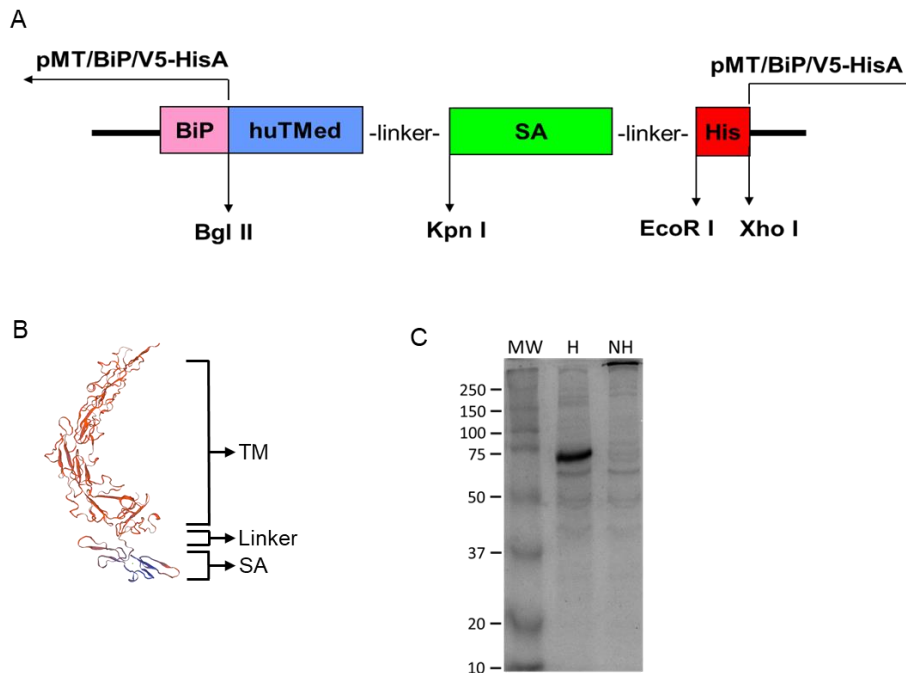 A
pMT/BiP/V5-HisA
pMT/BiP/V5-HisA
BiP
huTMed
-linker-
SA
-linker-
His
Bgl II
Kpn I
EcoR I
Xho I
B
TM
Linker
SA
C
MW H NH
250
150
100
75
50
37
20
10